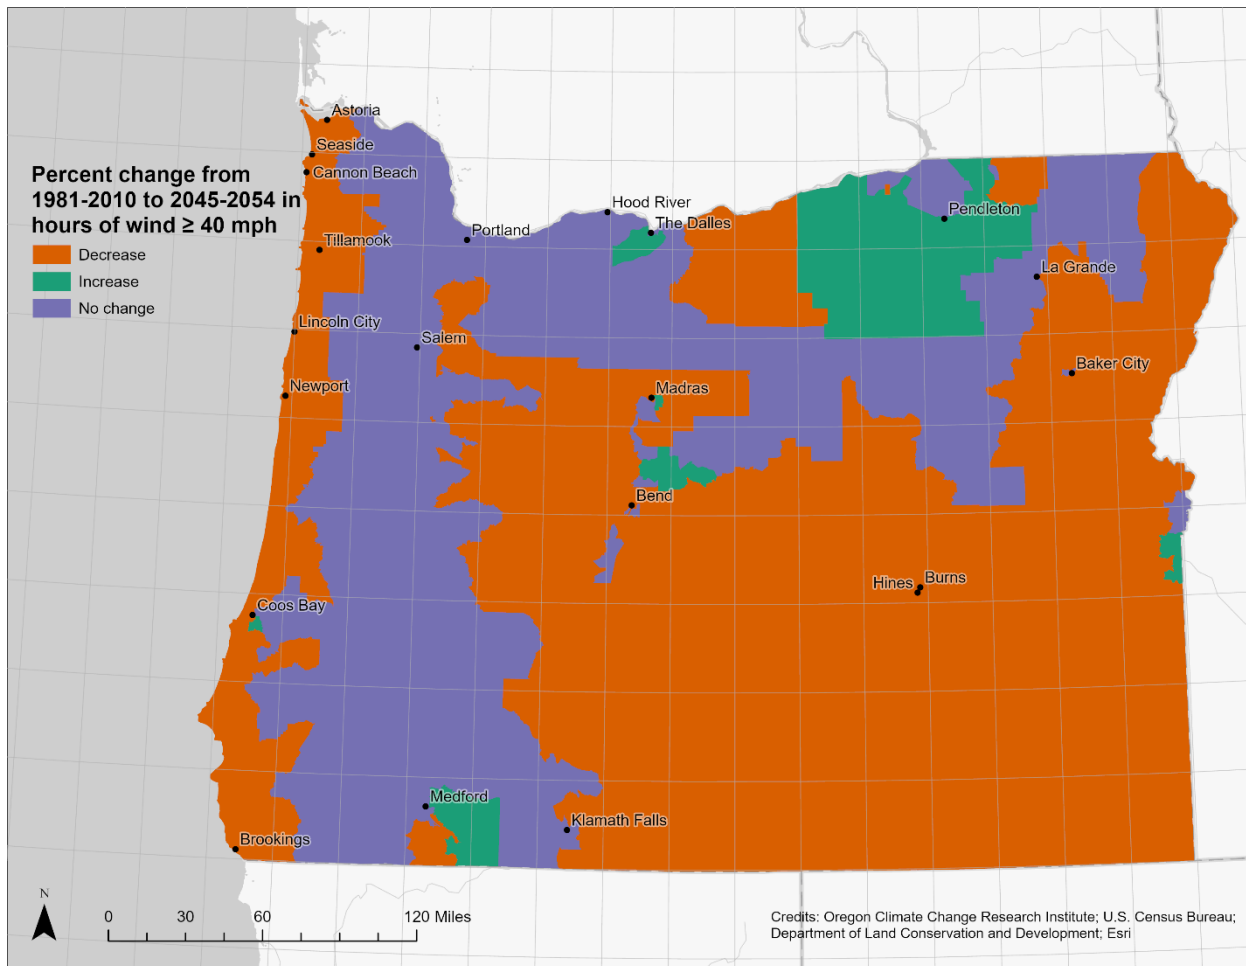 Astoria
Seaside
Percent change from
1981-2010 to 2045-2054 in
hours of wind ≥ 40 mph
Decrease
Increase
No change
Cannon Beach
Hood River
The Dalles
Pendleton
Portland
Tillamook
La Grande
Lincoln City
Salem
Baker City
Newport
Madras
Bend
Hines
Burns
Coos Bay
Medford
Klamath Falls
Brookings
N
0 30 60 120 Miles
Credits: Oregon Climate Change Research Institute; U.S. Census Bureau;
Department of Land Conservation and Development; Esri